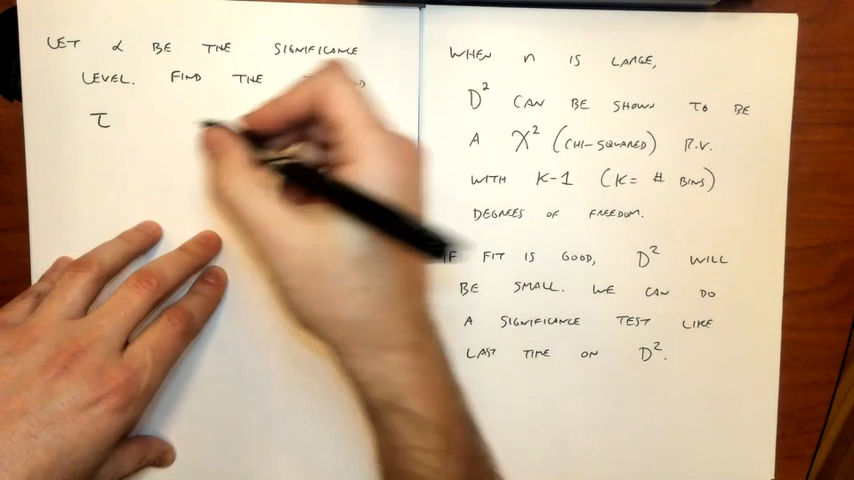 LET α BE THE SIGNIFICANCE
LEVEL. FIND THE
τ
WHEN n IS LARGE,
D² CAN BE SHOWN TO BE
A χ² (CHI-SQUARED) R.V.
WITH K-1 (K= # BINS)
DEGREES OF FREEDOM.
IF FIT IS GOOD, D² WILL
BE SMALL. WE CAN DO
A SIGNIFICANCE TEST LIKE
LAST TIME ON D².